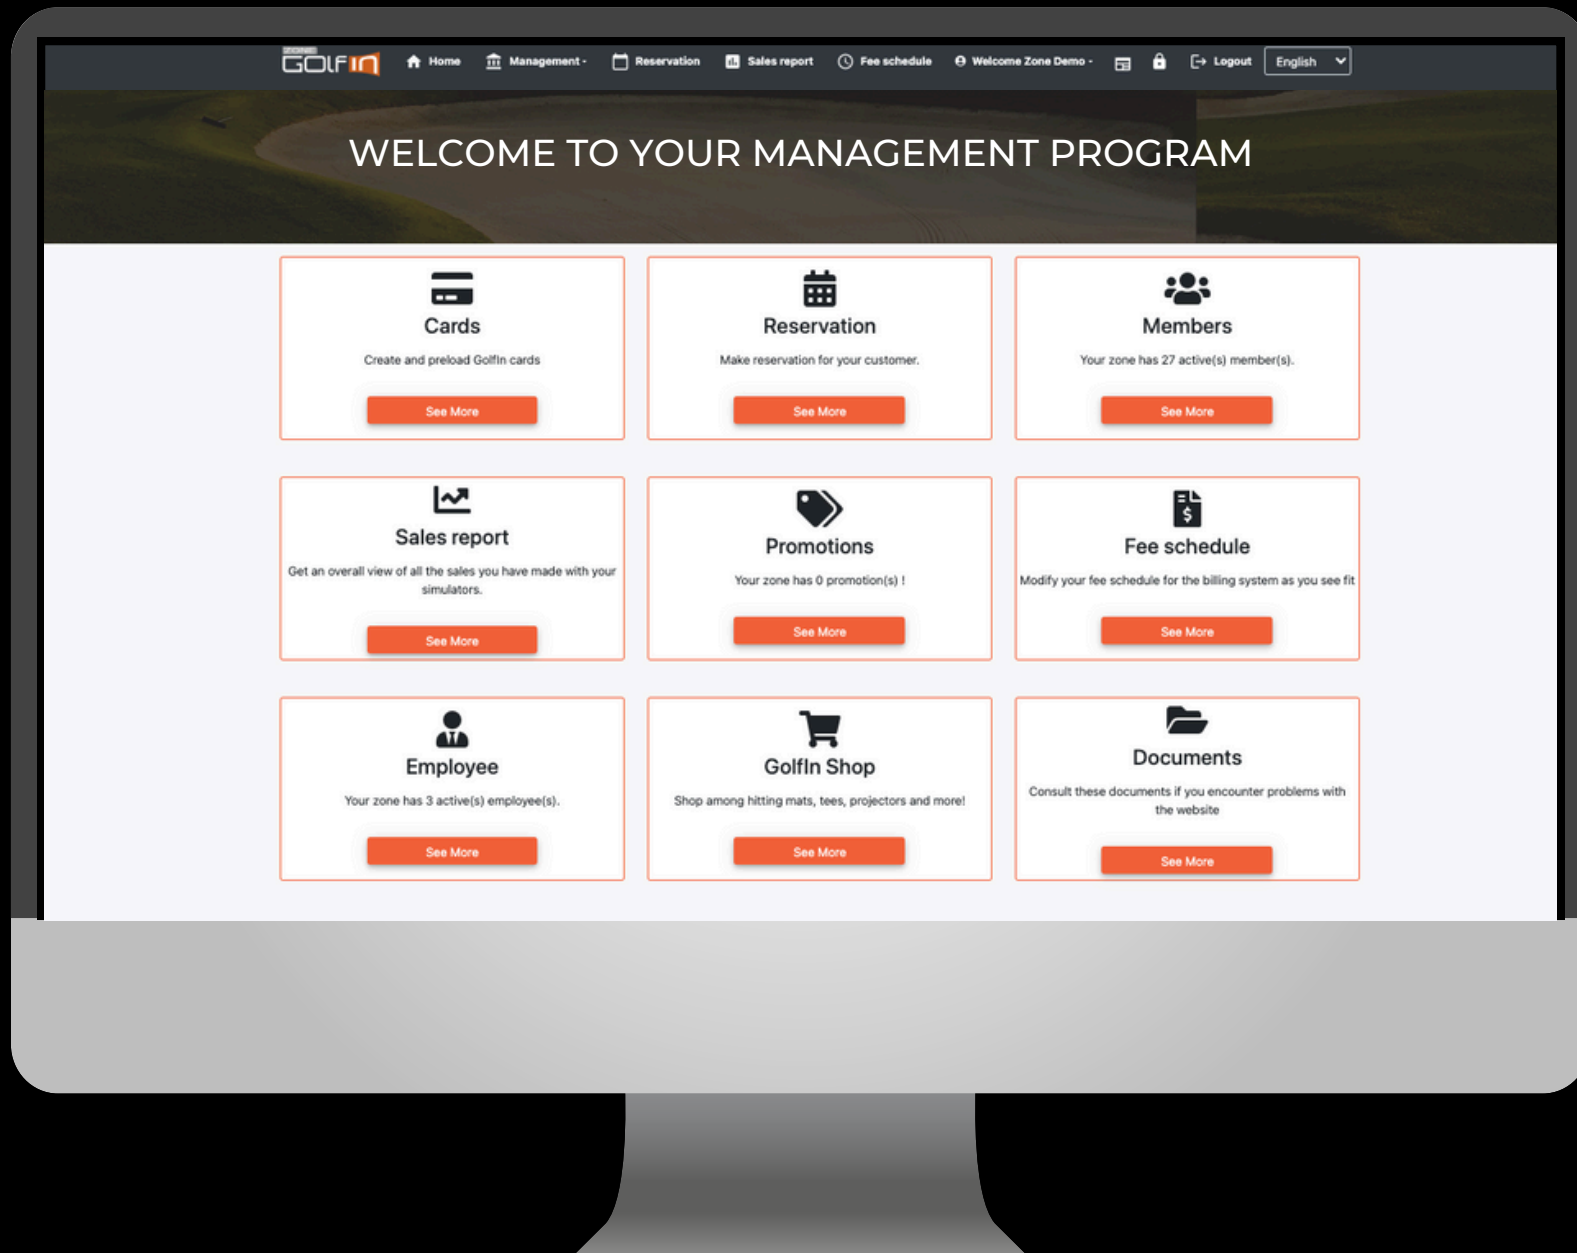 ZONE
GOLFIN
Home
Management
Reservation
Sales report
Fee schedule
Welcome Zone Demo
Logout
English
WELCOME TO YOUR MANAGEMENT PROGRAM
Cards
Create and preload GolfIn cards
See More
Reservation
Make reservation for your customer.
See More
Members
Your zone has 27 active(s) member(s).
See More
Sales report
Get an overall view of all the sales you have made with your
simulators.
See More
Promotions
Your zone has 0 promotion(s) !
See More
Fee schedule
Modify your fee schedule for the billing system as you see fit
See More
Employee
Your zone has 3 active(s) employee(s).
See More
GolfIn Shop
Shop among hitting mats, tees, projectors and more!
See More
Documents
Consult these documents if you encounter problems with
the website
See More